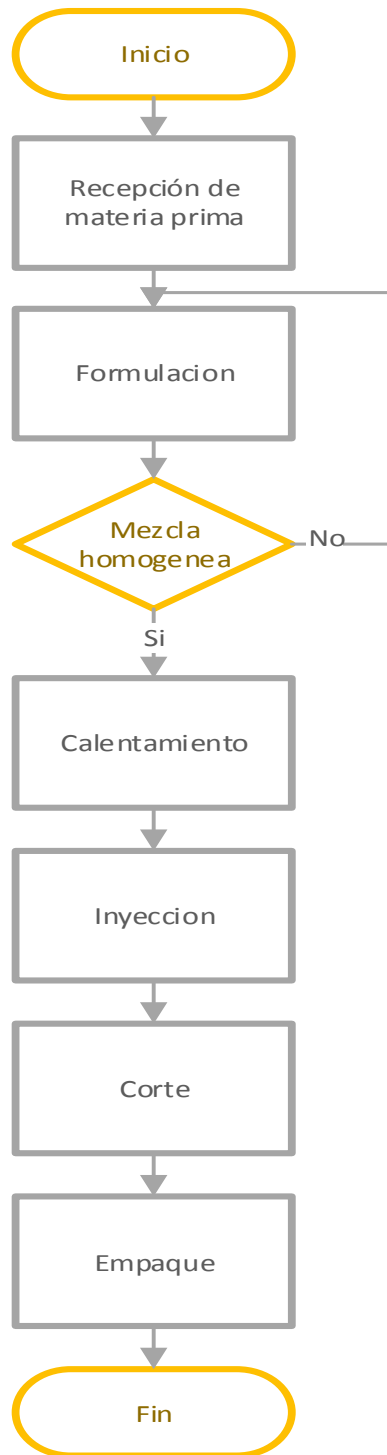 Inicio
Recepción de
materia prima
Formulacion
Mezcla
homogenea
No
Si
Calentamiento
Inyeccion
Corte
Empaque
Fin